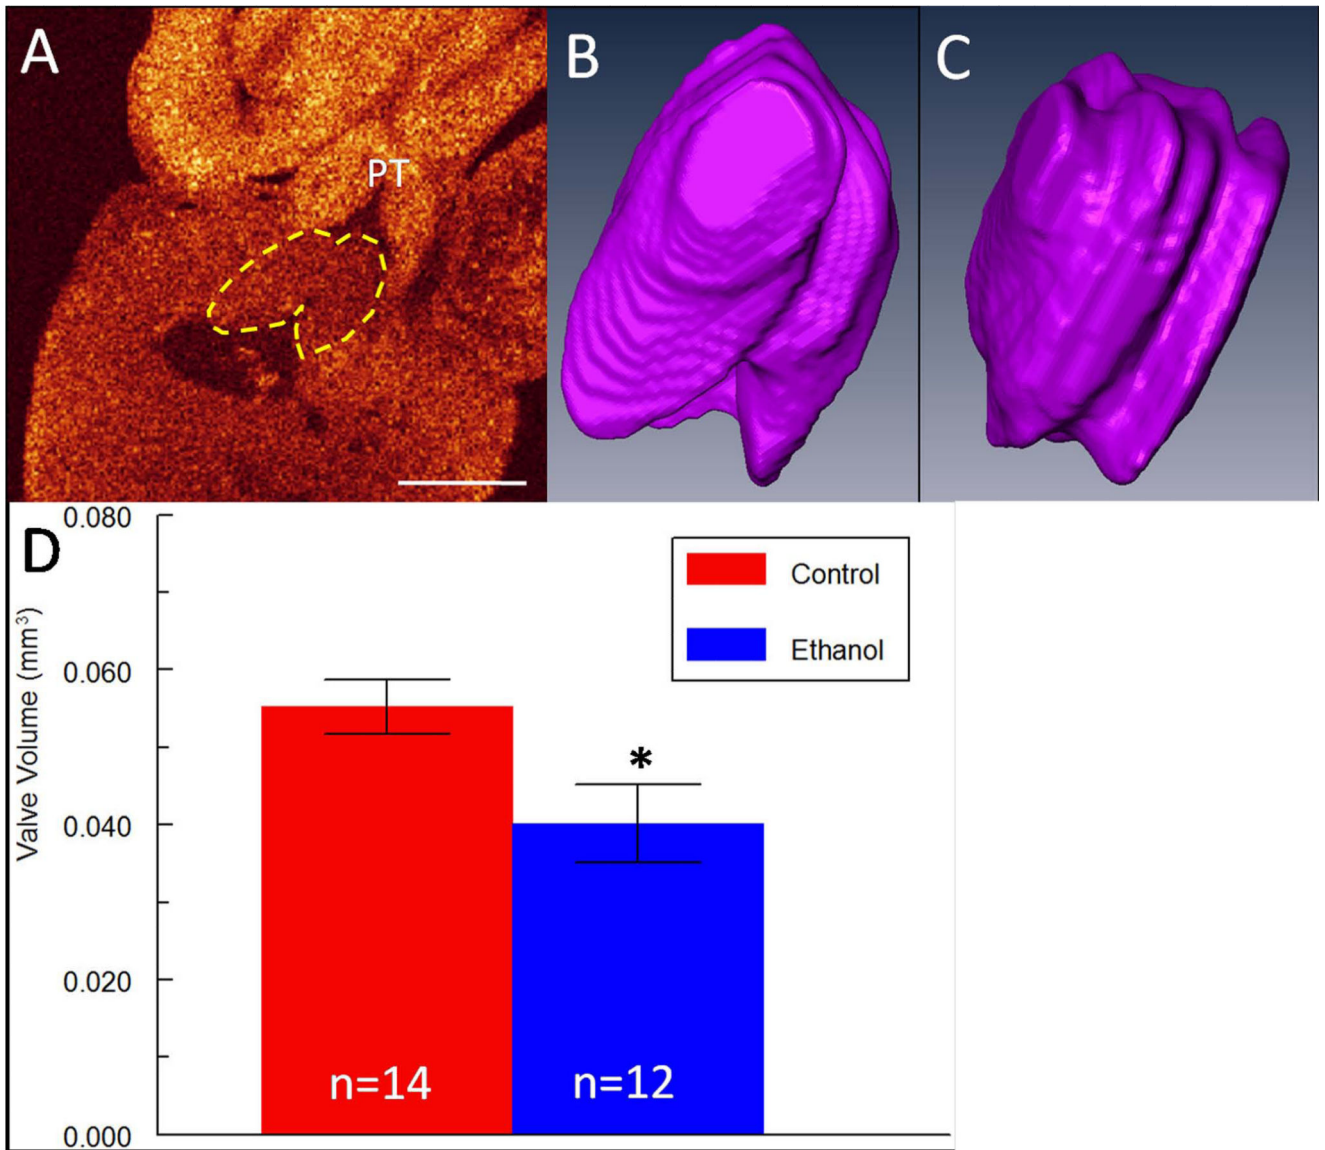 A
PT
B
C
D
0.080
0.060
0.040
0.020
0.000
Valve Volume (mm³)
Control
Ethanol
*
n=14
n=12